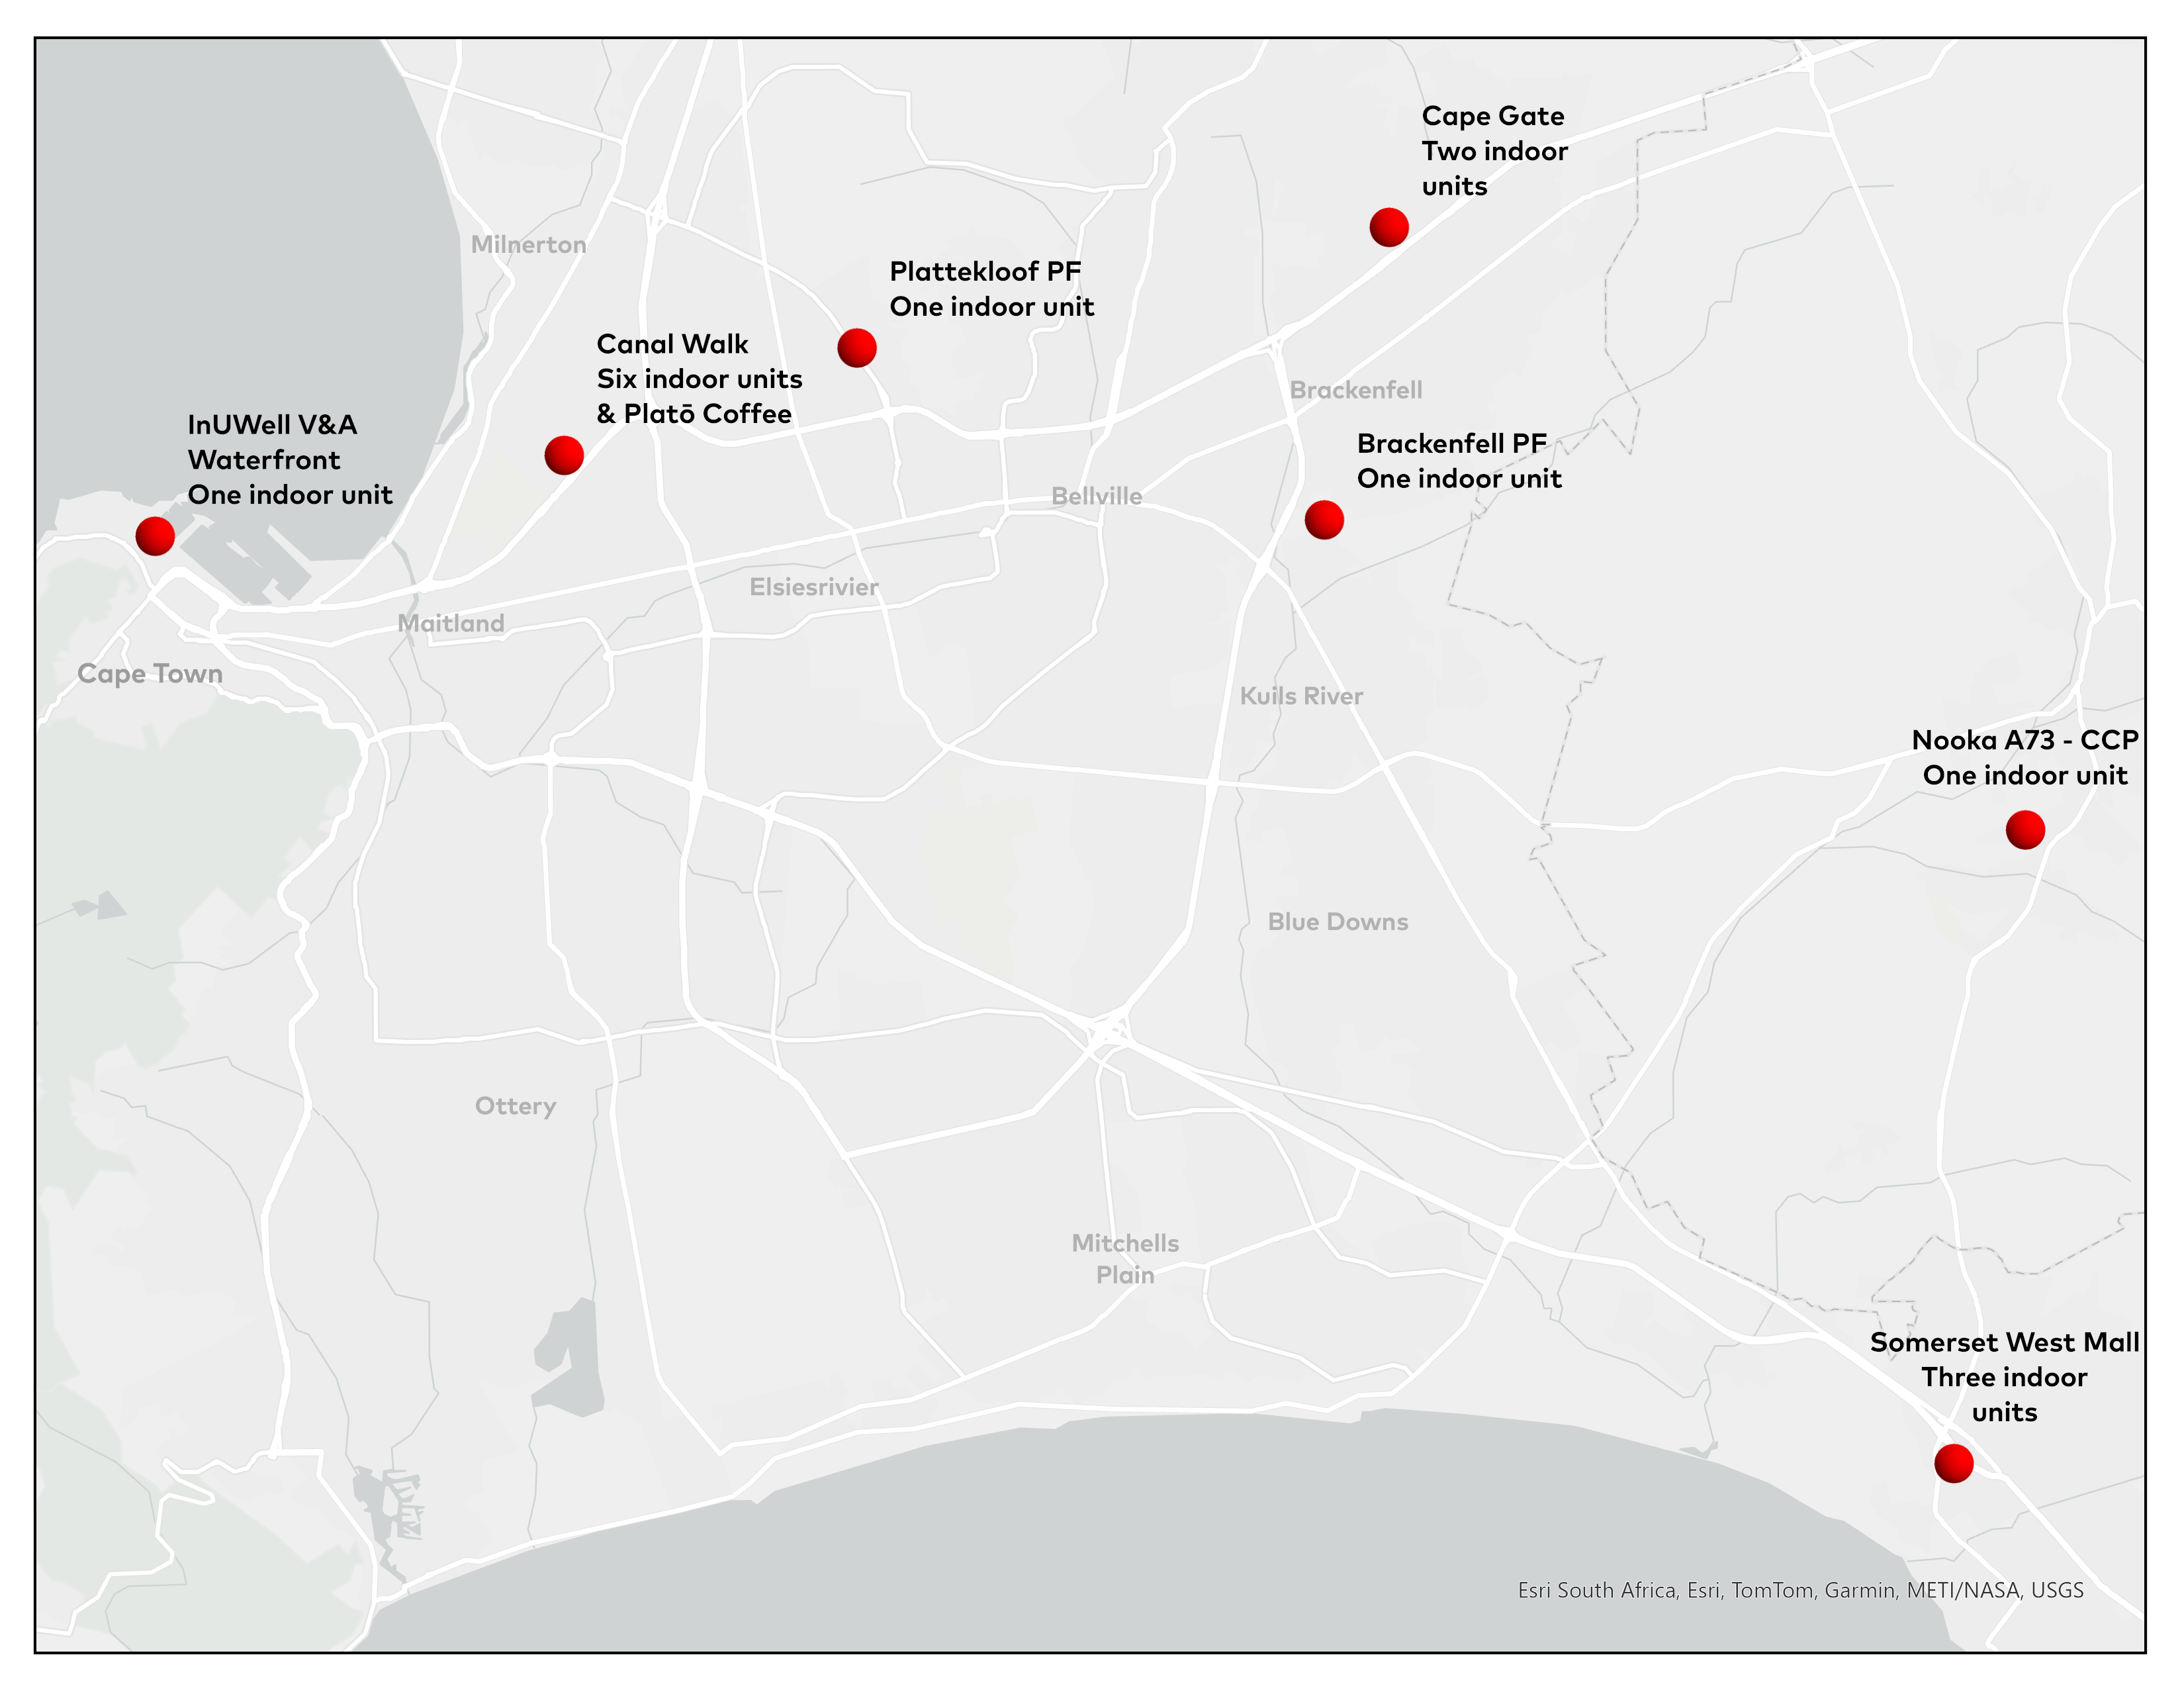 Cape Gate
Two indoor
units
Milnerton
Plattekloof PF
One indoor unit
Canal Walk
Six indoor units
& Platō Coffee
Brackenfell
InUWell V&A
Waterfront
One indoor unit
Brackenfell PF
One indoor unit
Bellville
Elsiesrivier
Maitland
Cape Town
Kuils River
Nooka A73 - CCP
One indoor unit
Blue Downs
Ottery
Mitchells
Plain
Somerset West Mall
Three indoor
units
Esri South Africa, Esri, TomTom, Garmin, METI/NASA, USGS